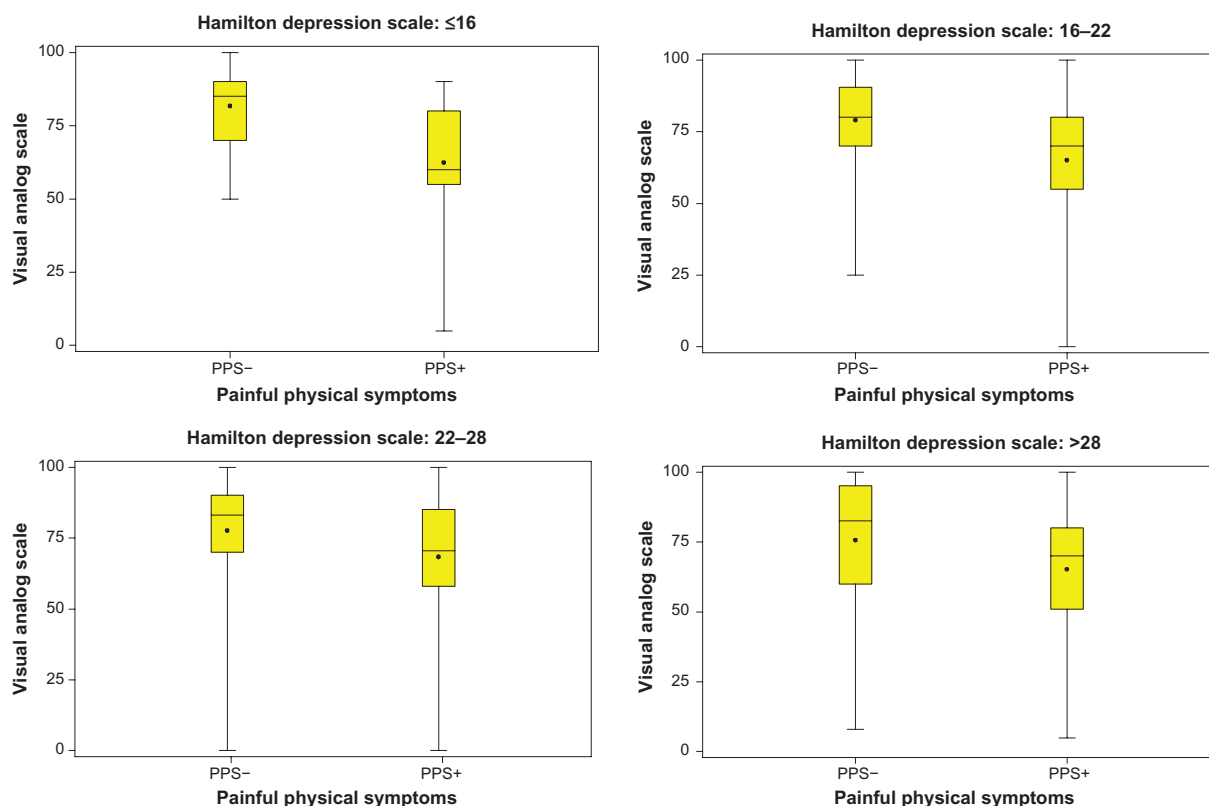 Hamilton depression scale: ≤16
100
75
50
25
0
Visual analog scale
PPS−
PPS+
Painful physical symptoms
Hamilton depression scale: 16–22
100
75
50
25
0
Visual analog scale
PPS−
PPS+
Painful physical symptoms
Hamilton depression scale: 22–28
100
75
50
25
0
Visual analog scale
PPS−
PPS+
Painful physical symptoms
Hamilton depression scale: >28
100
75
50
25
0
Visual analog scale
PPS−
PPS+
Painful physical symptoms